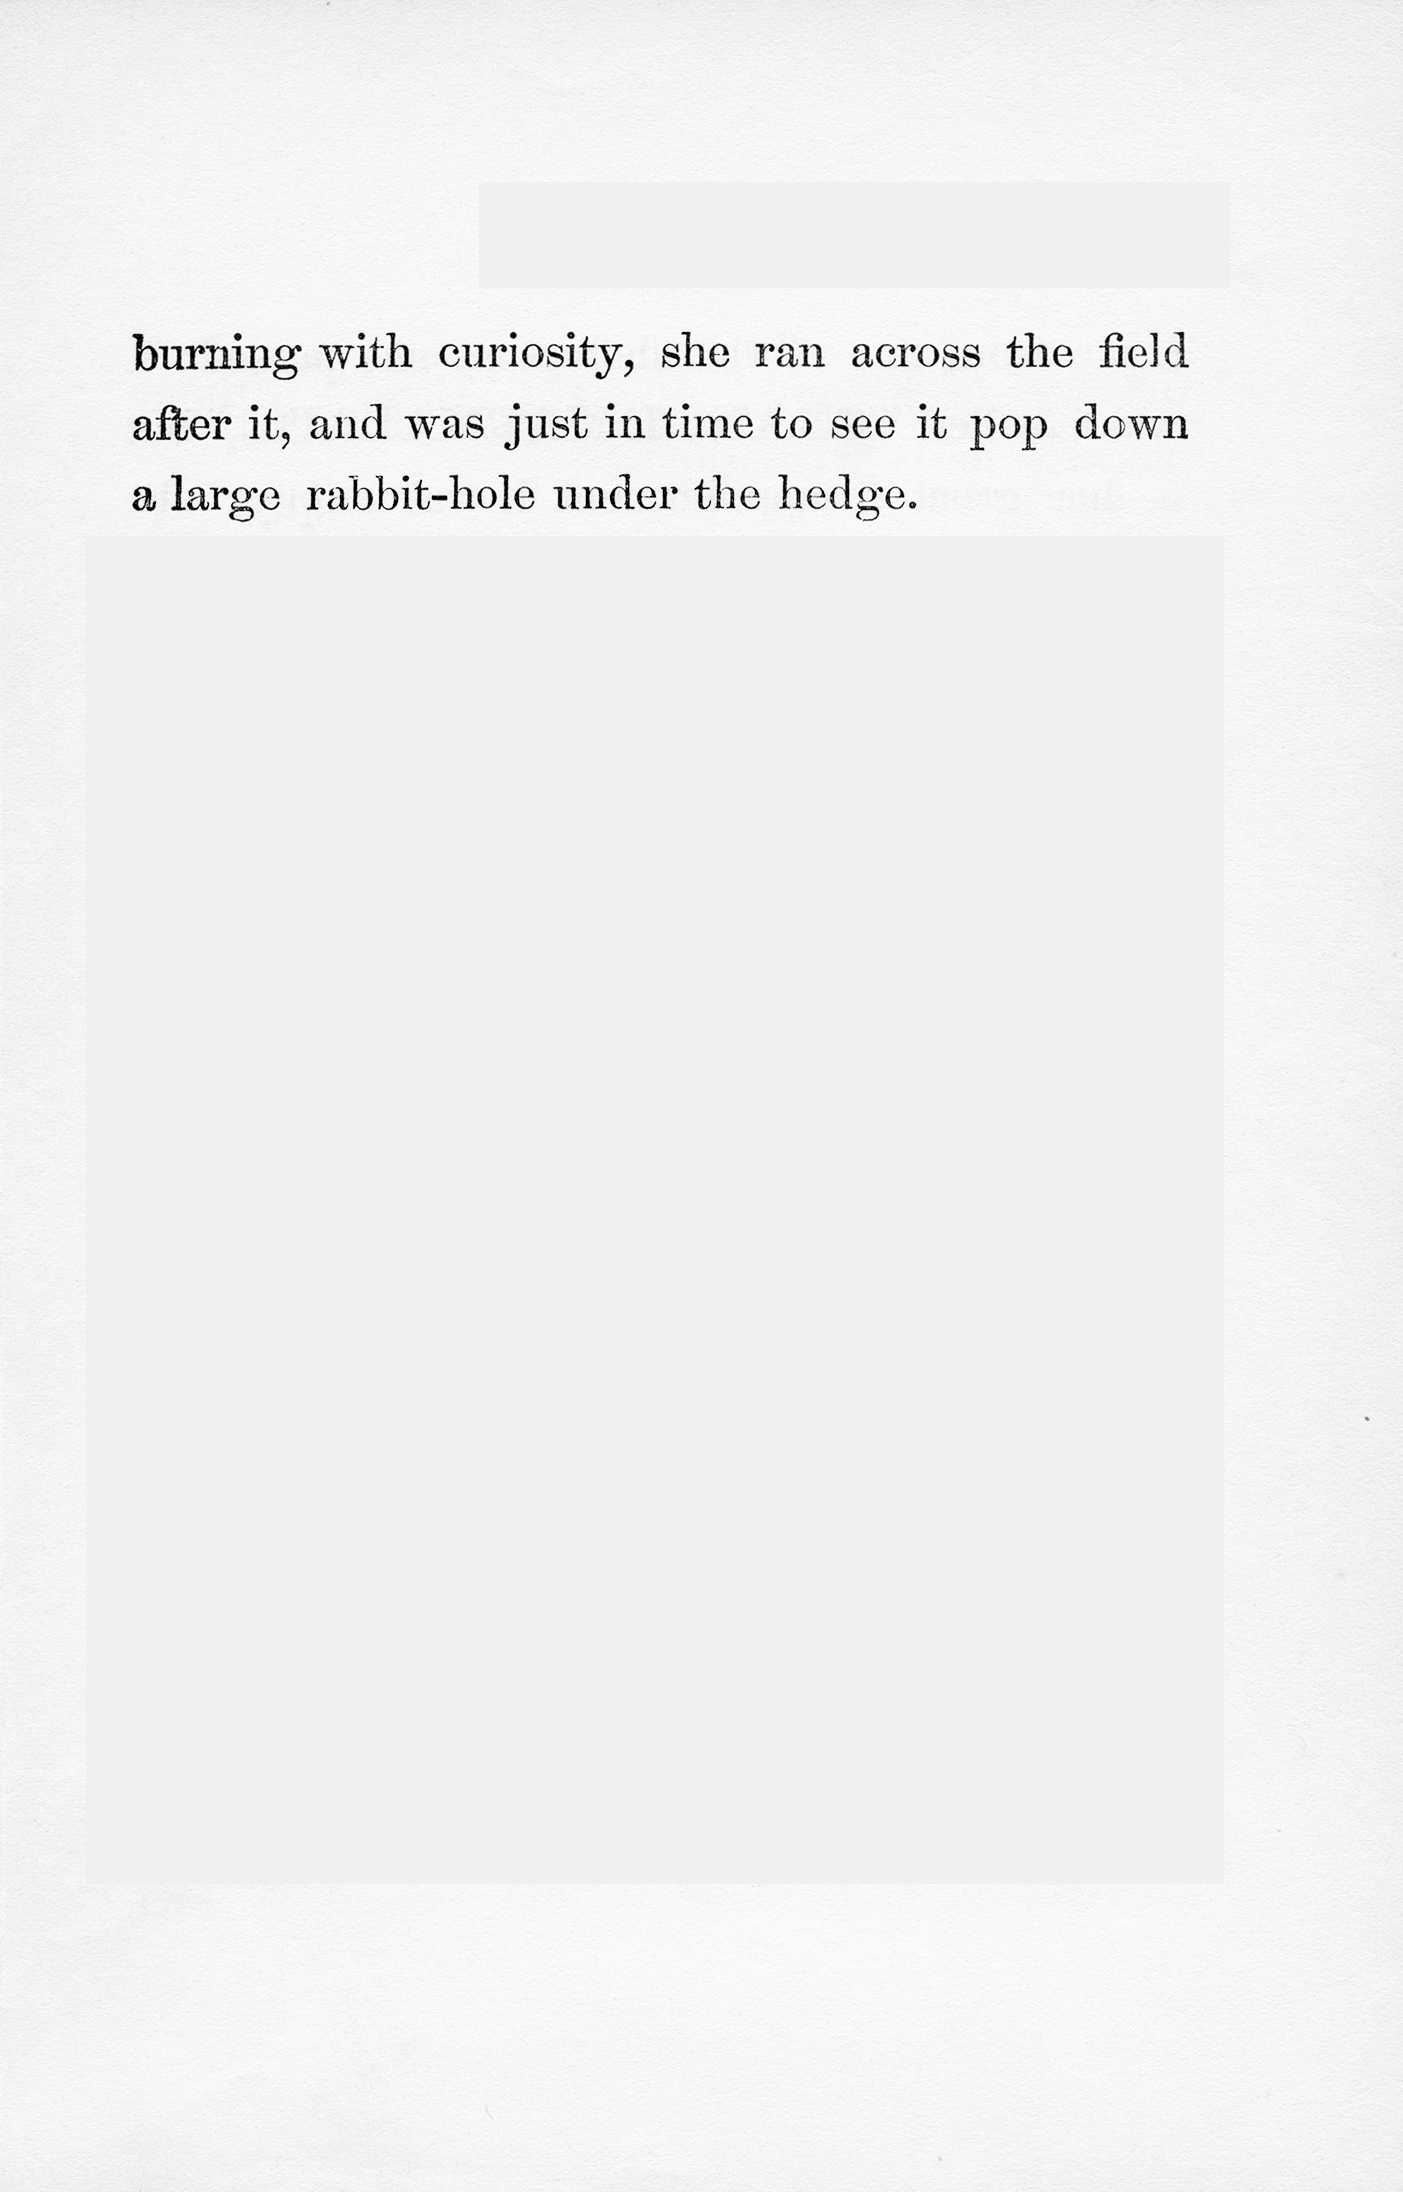 burning with curiosity, she ran across the field
after it, and was just in time to see it pop down
a large rabbit-hole under the hedge.